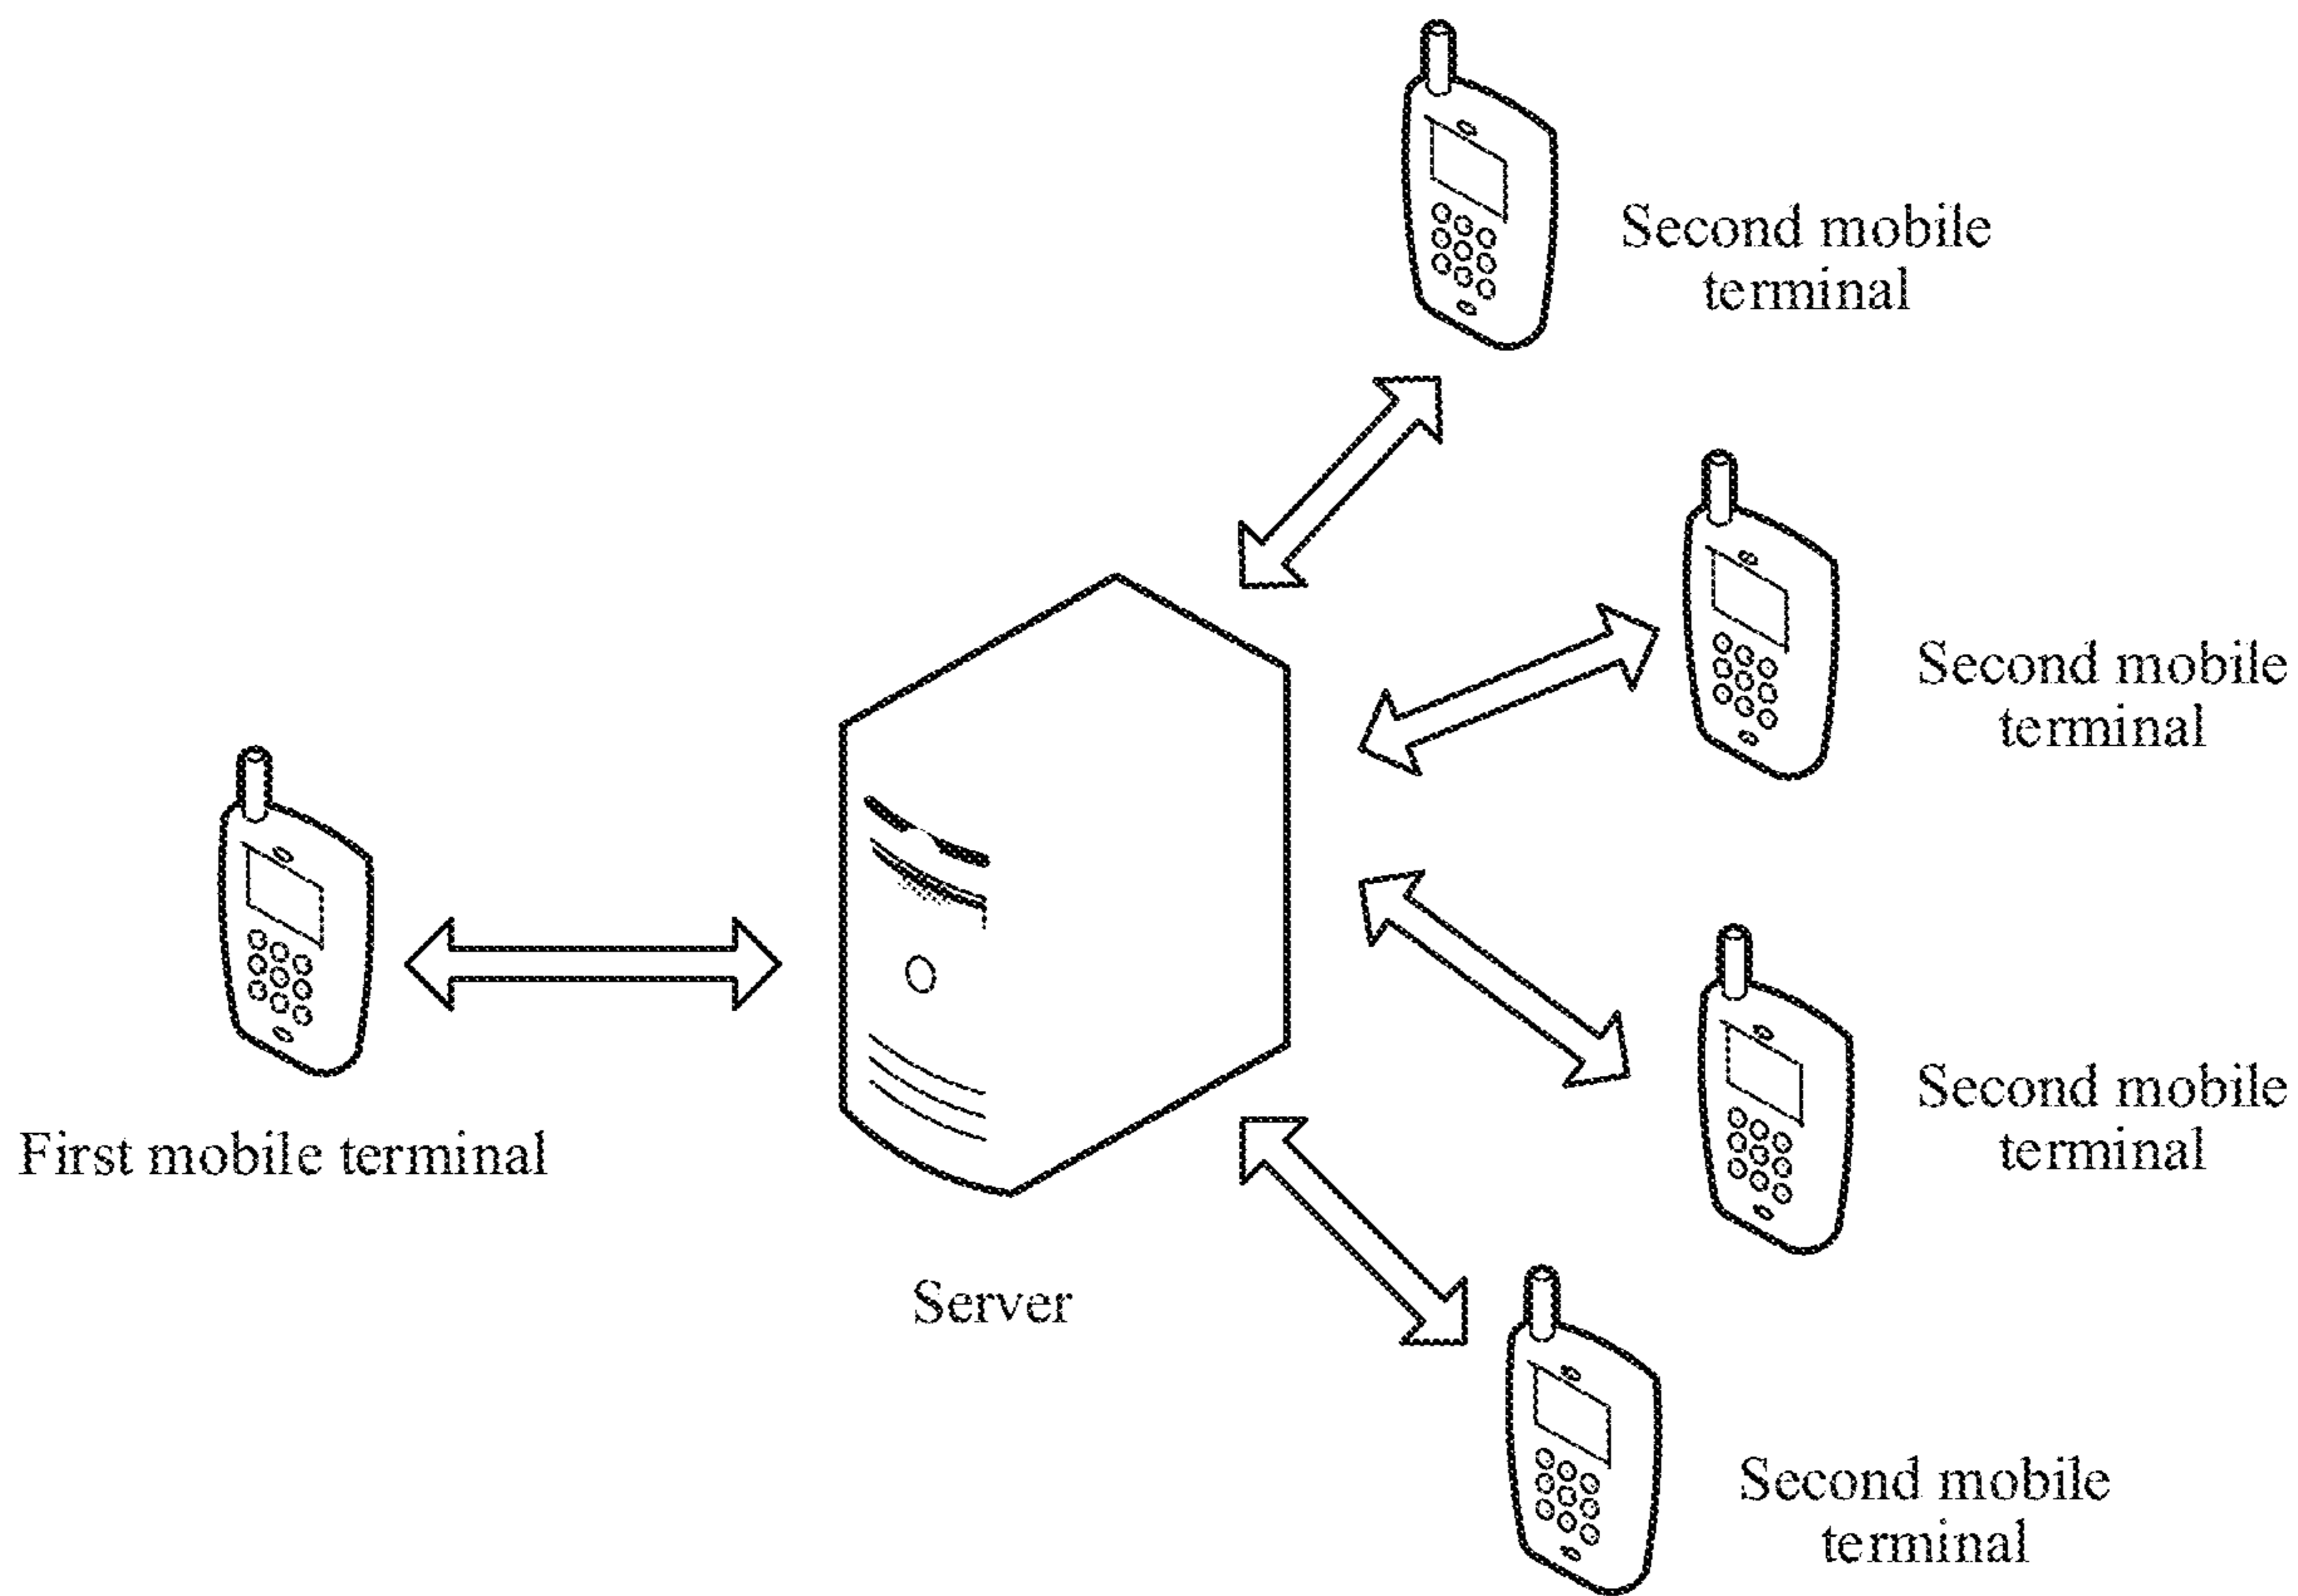 Second mobile
terminal
Second mobile
terminal
First mobile terminal
Second mobile
terminal
Server
Second mobile
terminal